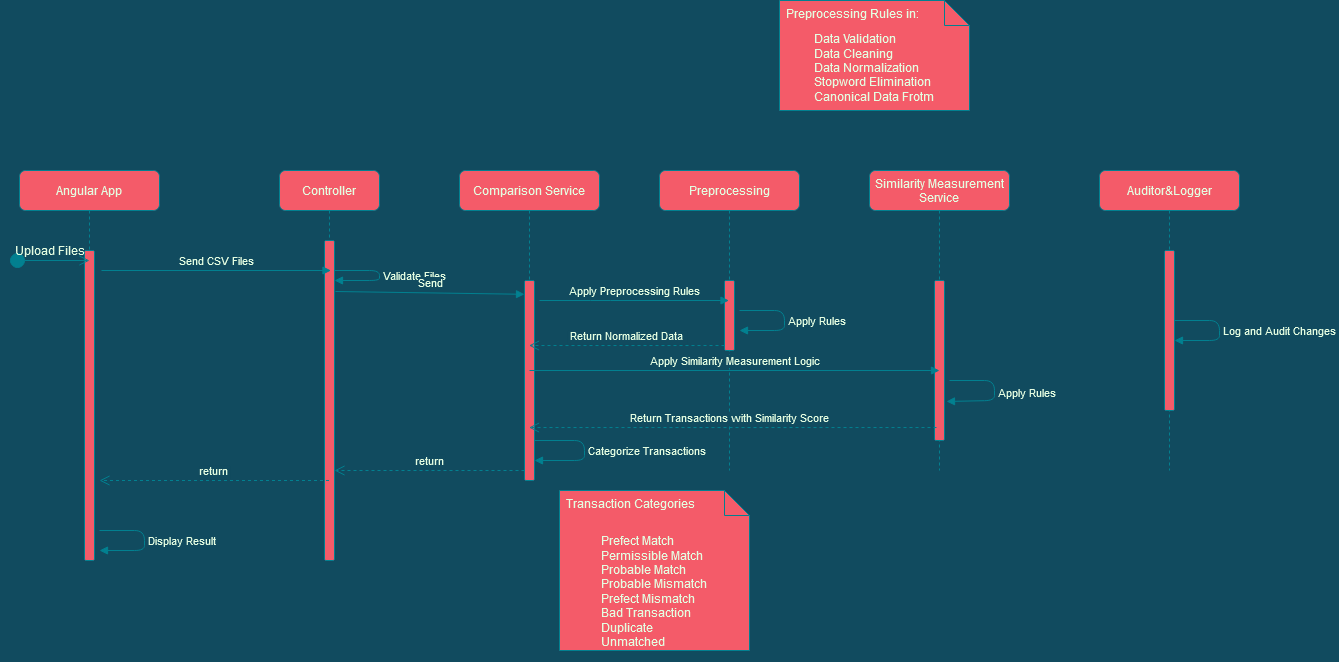 Preprocessing Rules in:
Data Validation
Data Cleaning
Data Normalization
Stopword Elimination
Canonical Data Frotm
Angular App
Controller
Comparison Service
Preprocessing
Similarity Measurement
Service
Auditor&Logger
Upload Files
Send CSV Files
Validate Files
Send
Apply Preprocessing Rules
Apply Rules
Log and Audit Changes
Return Normalized Data
Apply Similarity Measurement Logic
Apply Rules
Return Transactions with Similarity Score
Categorize Transactions
return
return
Display Result
Transaction Categories
Prefect Match
Permissible Match
Probable Match
Probable Mismatch
Prefect Mismatch
Bad Transaction
Duplicate
Unmatched